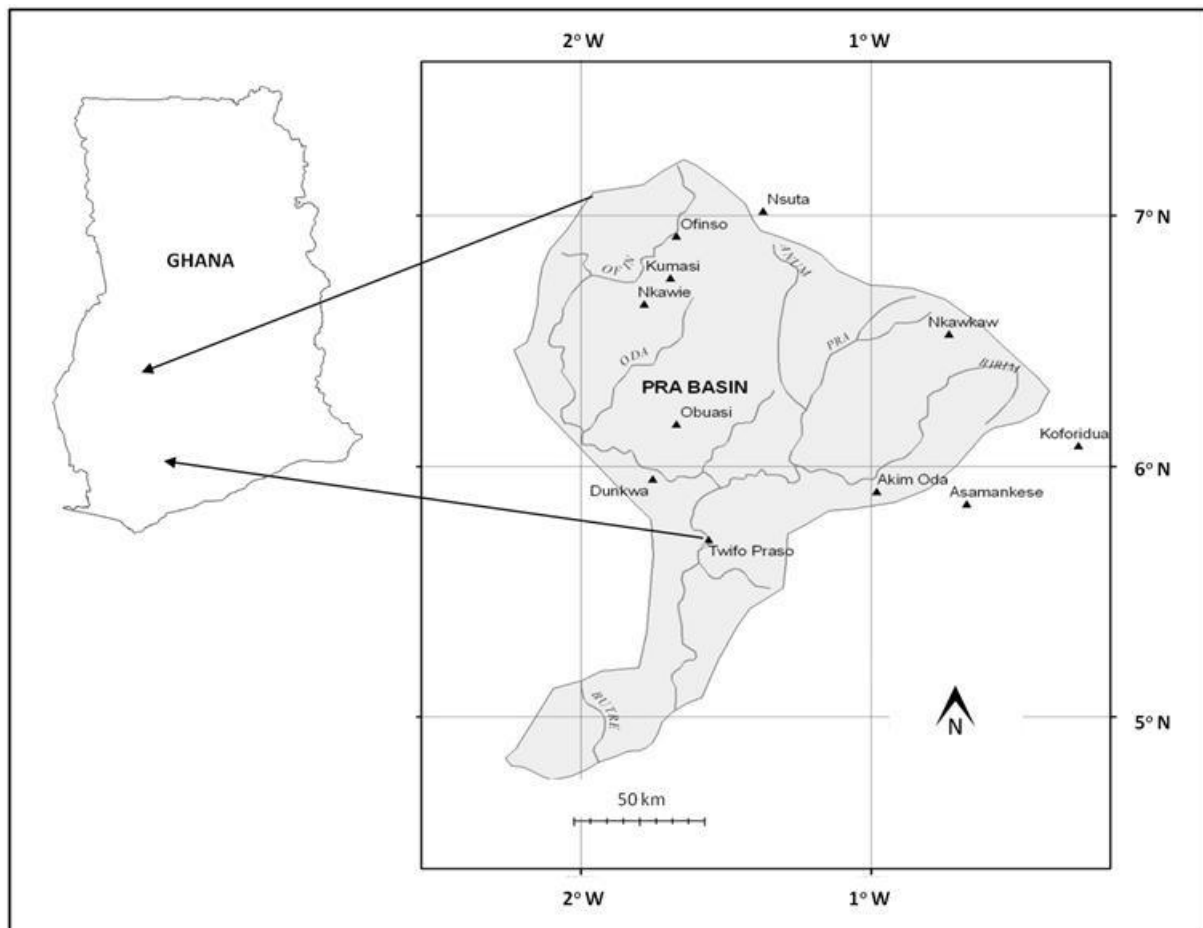 2° W
1° W
Nsuta
7° N
Ofinso
GHANA
ANUM
OFIN
Kumasi
Nkawie
Nkawkaw
PRA
ODA
BIRIM
PRA BASIN
Obuasi
Koforidua
6° N
Akim Oda
Dunkwa
Asamankese
Twifo Praso
BUTRE
5° N
N
50 km
2° W
1° W